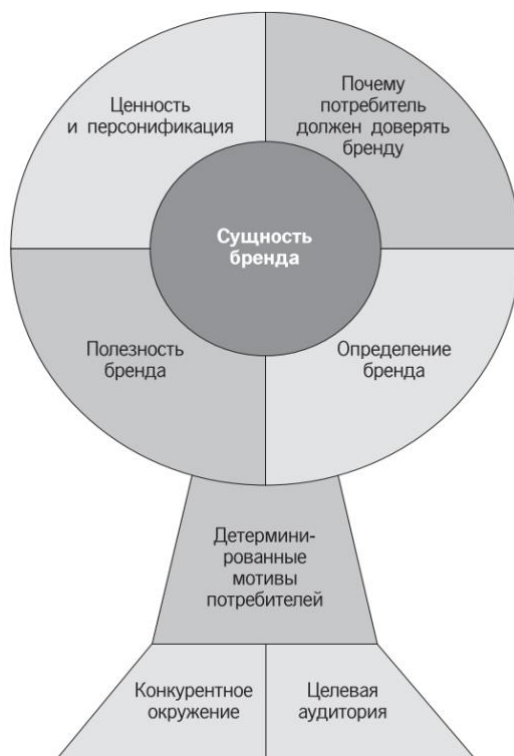 Ценность
и персонификация
Почему
потребитель
должен доверять
бренду
Сущность
бренда
Полезность
бренда
Определение
бренда
Детермини-
рованные
мотивы
потребителей
Конкурентное
окружение
Целевая
аудитория